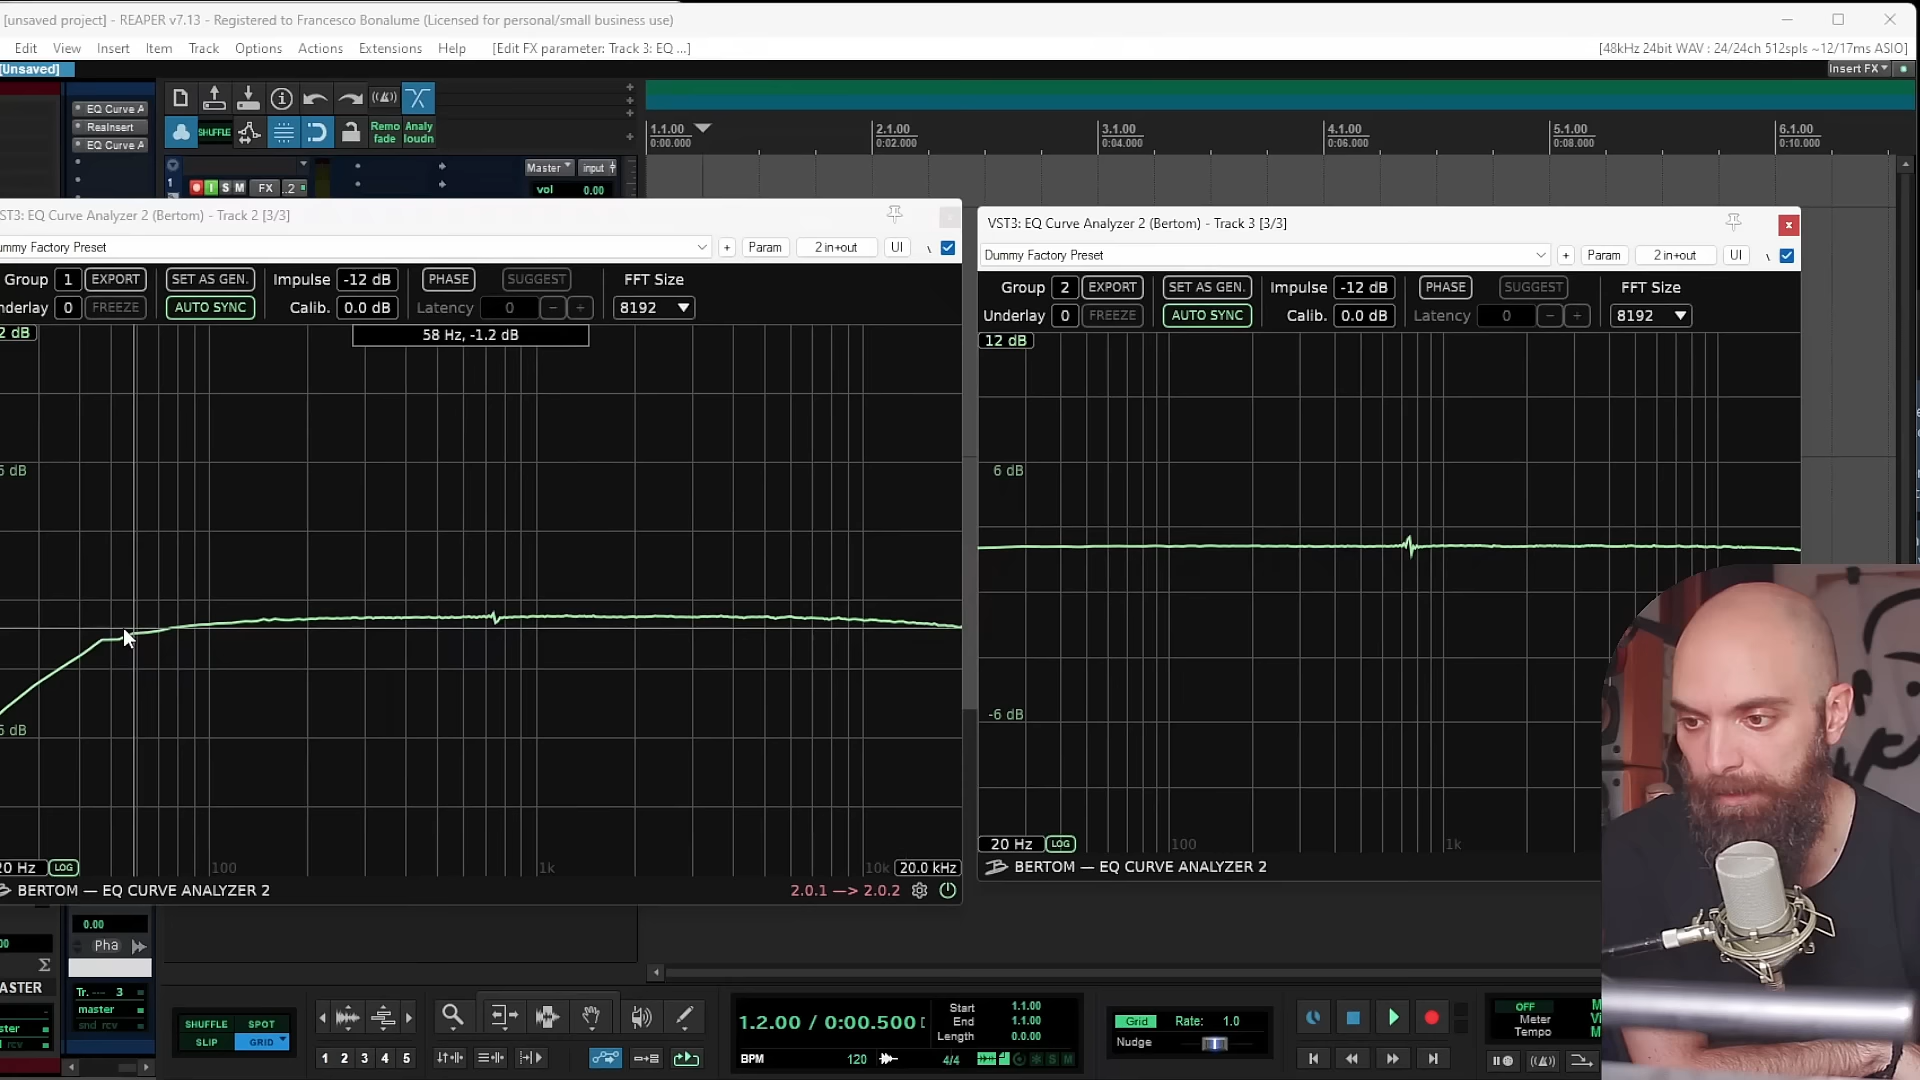 [unsaved project] - REAPER v7.13 - Registered to Francesco Bonalume (Licensed for personal/small business use)
Edit View Insert Item Track Options Actions Extensions Help [Edit FX parameter: Track 3: EQ ...] [48kHz 24bit WAV : 24/24ch 512spls ~12/17ms ASIO]
[Unsaved] Insert FX
EQ Curve A
ReaInsert
EQ Curve A
SHUFFLE
Remo fade
Analy loudn
1.1.00 2.1.00 3.1.00 4.1.00 5.1.00 6.1.00
0:00.000 0:02.000 0:04.000 0:06.000 0:08.000 0:10.000
Master input
1 I S M FX ..2 vol 0.00
ST3: EQ Curve Analyzer 2 (Bertom) - Track 2 [3/3]
ummy Factory Preset + Param 2 in+out UI
Group 1 EXPORT SET AS GEN. Impulse -12 dB PHASE SUGGEST FFT Size
nderlay 0 FREEZE AUTO SYNC Calib. 0.0 dB Latency 0 − + 8192
2 dB
58 Hz, -1.2 dB
5 dB
5 dB
20 Hz LOG 100 1k 10k 20.0 kHz
BERTOM — EQ CURVE ANALYZER 2 2.0.1 —> 2.0.2
VST3: EQ Curve Analyzer 2 (Bertom) - Track 3 [3/3] x
Dummy Factory Preset + Param 2 in+out UI
Group 2 EXPORT SET AS GEN. Impulse -12 dB PHASE SUGGEST FFT Size
Underlay 0 FREEZE AUTO SYNC Calib. 0.0 dB Latency 0 − + 8192
12 dB
6 dB
-6 dB
20 Hz LOG 100 1k
BERTOM — EQ CURVE ANALYZER 2
0.00
00
Pha
Σ
ASTER
Tr. --- 3
master
ster
snd rcv
SHUFFLE SPOT
SLIP GRID
1 2 3 4 5
1.2.00 / 0:00.500 [
BPM 120 4/4
Start 1.1.00
End 1.1.00
Length 0.0.00
S M
Grid Rate: 1.0
Nudge
OFF
Meter
Tempo